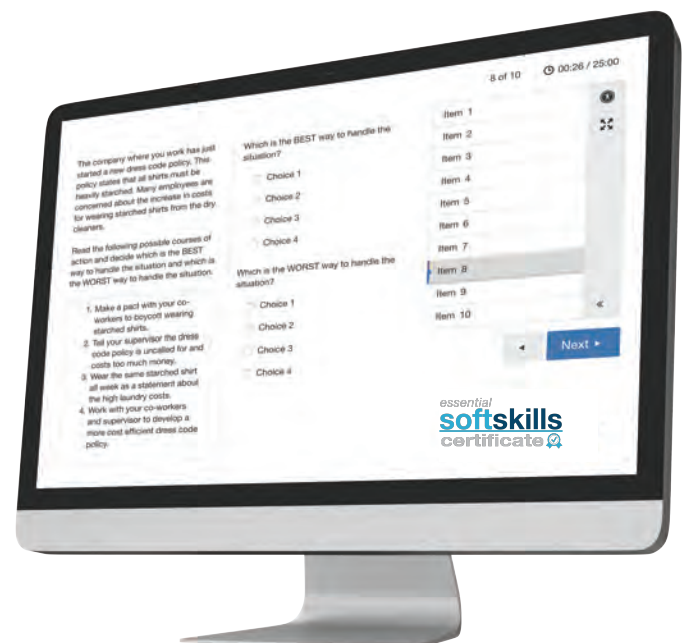 8 of 10
00:26 / 25:00
The company where you work has just
started a new dress code policy. This
policy states that all shirts must be
heavily starched. Many employees are
concerned about the increase in costs
for wearing starched shirts from the dry
cleaners.
Read the following possible courses of
action and decide which is the BEST
way to handle the situation and which is
the WORST way to handle the situation.
1. Make a pact with your co-
workers to boycott wearing
starched shirts.
2. Tell your supervisor the dress
code policy is uncalled for and
costs too much money.
3. Wear the same starched shirt
all week as a statement about
the high laundry costs.
4. Work with your co-workers
and supervisor to develop a
more cost efficient dress code
policy.
Which is the BEST way to handle the
situation?
Choice 1
Choice 2
Choice 3
Choice 4
Which is the WORST way to handle the
situation?
Choice 1
Choice 2
Choice 3
Choice 4
Item 1
Item 2
Item 3
Item 4
Item 5
Item 6
Item 7
Item 8
Item 9
Item 10
Next
essential
softskills
certificate